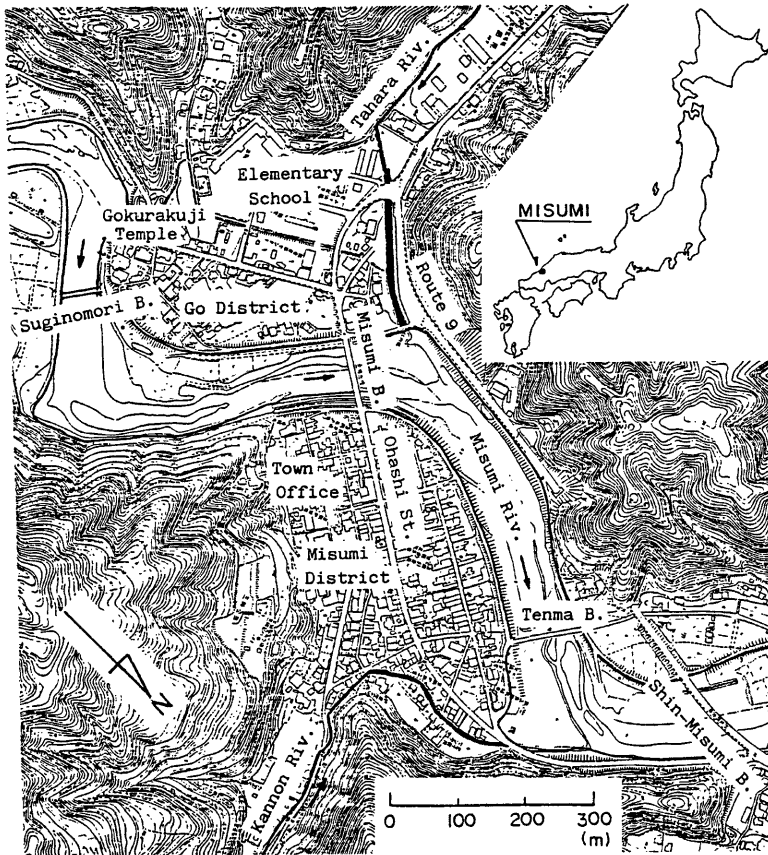 Tahara Riv.
MISUMI
Elementary
School
Gokurakuji
Temple
Route 9
Suginomori B.
Go District
Misumi B.
Misumi Riv.
Ohashi St.
Town
Office
Misumi
District
Tenma B.
Shin-Misumi B.
N
Kannon Riv.
0 100 200 300
(m)